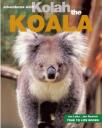 Adventures with
Kolah
the
KOALA
TRUE TO LIFE BOOKS